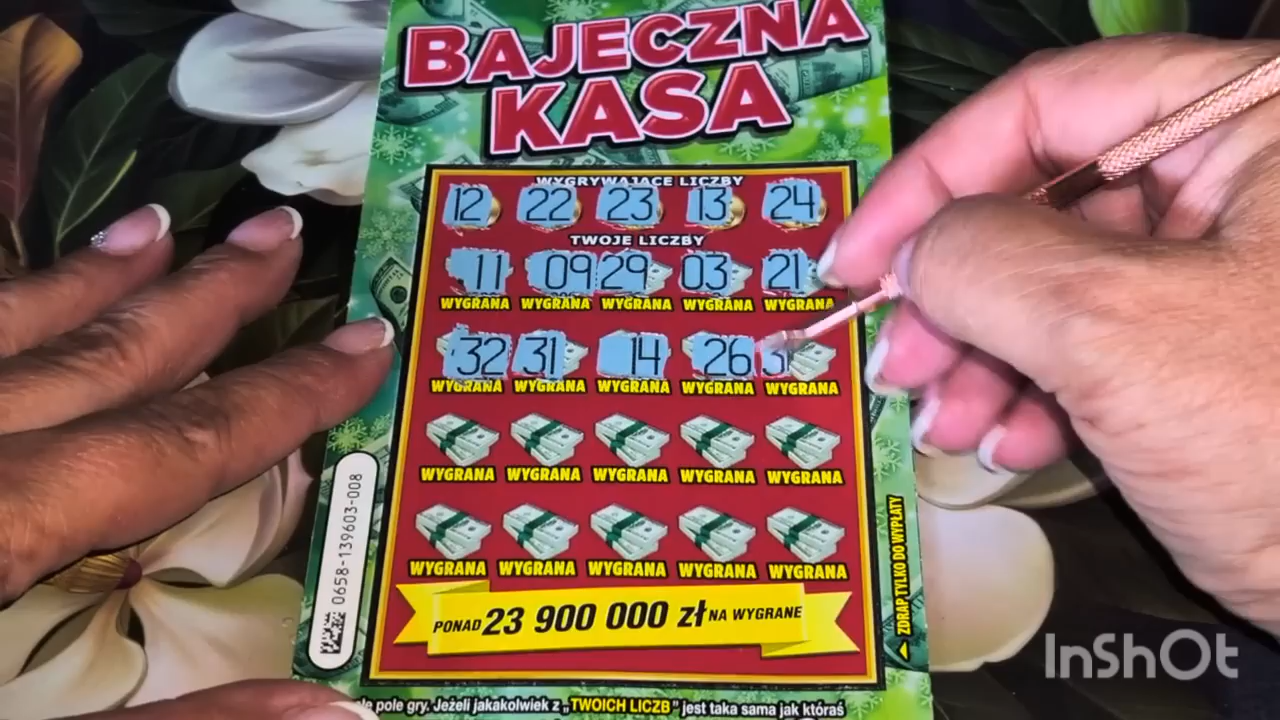 BAJECZNA
KASA
WYGRYWAJĄCE LICZBY
12 22 23 13 24
TWOJE LICZBY
11 09 29 03 21
WYGRANA WYGRANA WYGRANA WYGRANA WYGRANA
32 31 14 26
WYGRANA WYGRANA WYGRANA WYGRANA WYGRANA
WYGRANA WYGRANA WYGRANA WYGRANA WYGRANA
WYGRANA WYGRANA WYGRANA WYGRANA WYGRANA
PONAD 23 900 000 zł NA WYGRANE
pole gry. Jeżeli jakakolwiek z „TWOICH LICZB" jest taka sama jak któraś
0658-139603-008
ZDRAP TYLKO DO WYPŁATY
InShOt